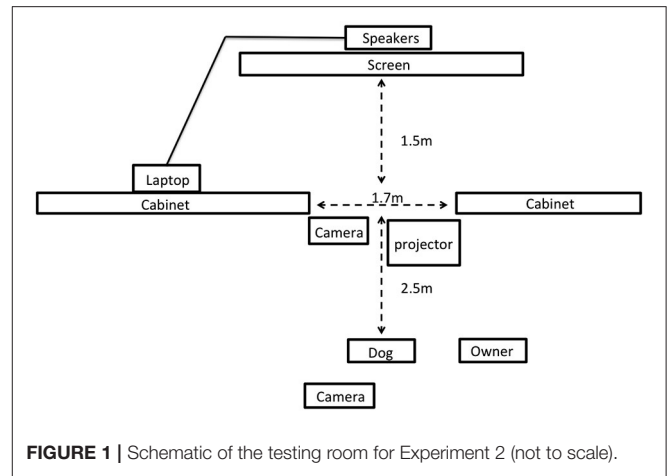 Speakers
Screen
1.5m
Laptop
Cabinet
1.7m
Cabinet
Camera
projector
2.5m
Dog
Owner
Camera
FIGURE 1 | Schematic of the testing room for Experiment 2 (not to scale).